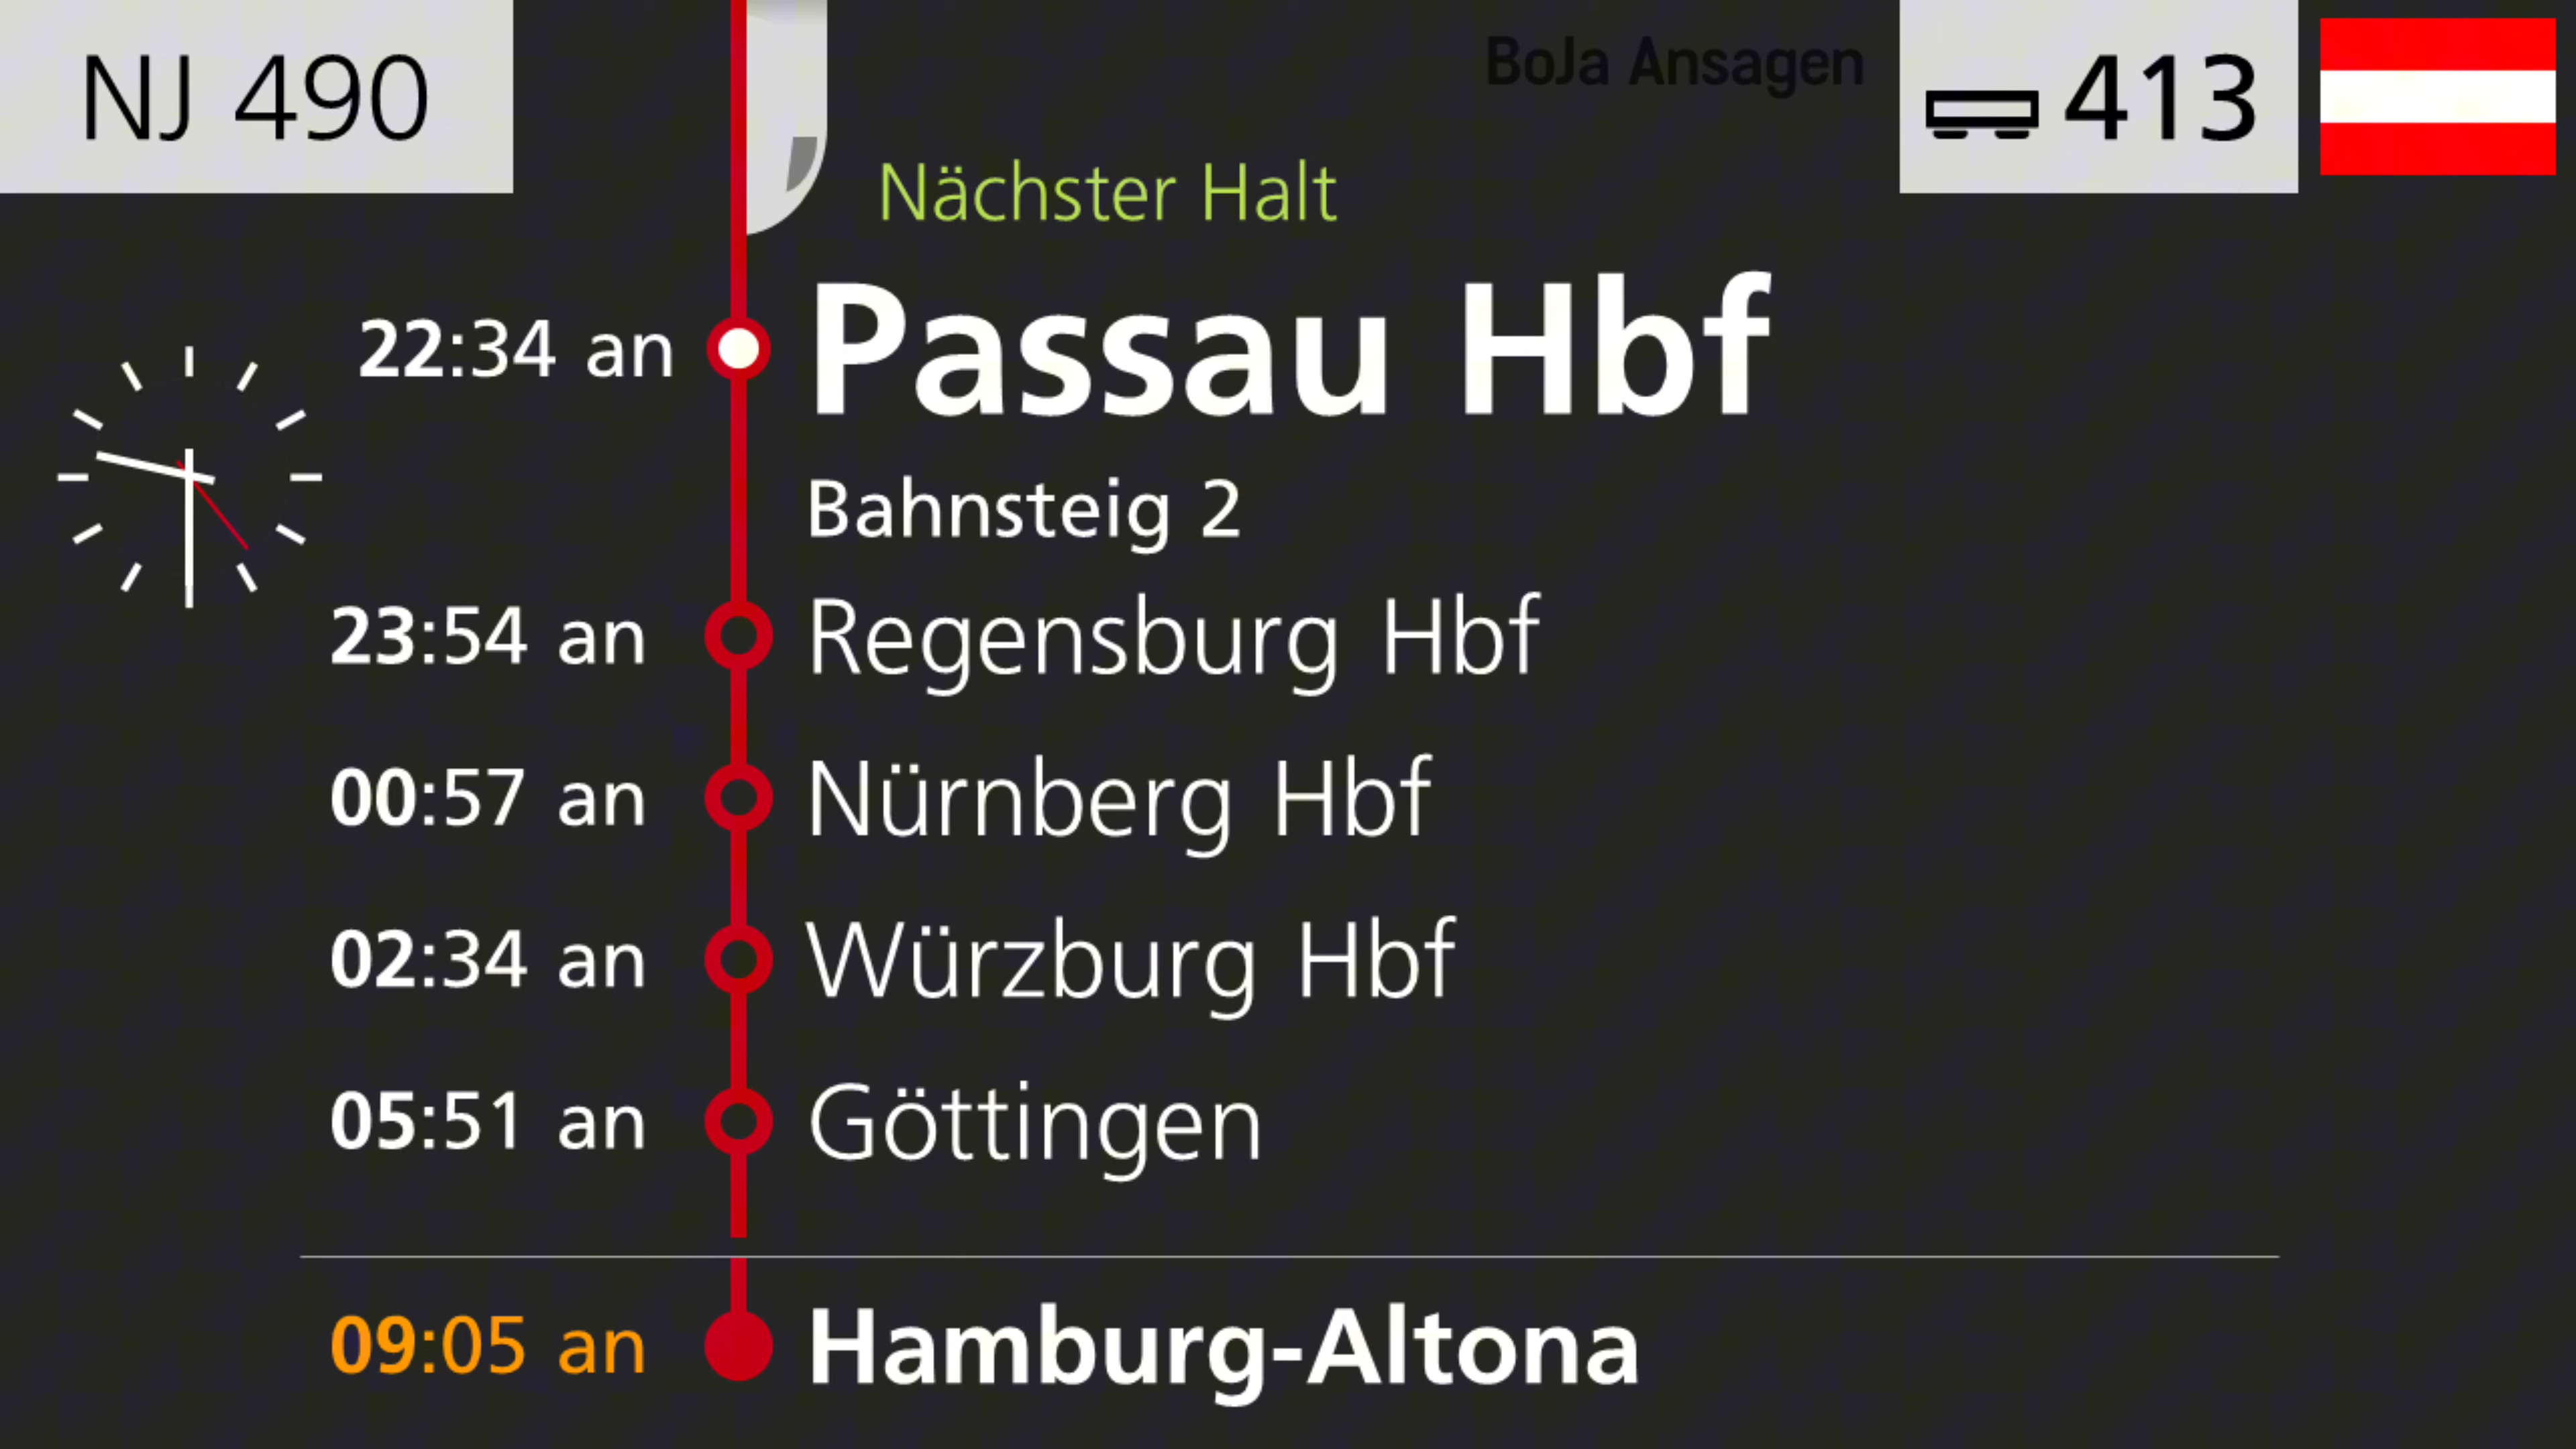 NJ 490
BoJa Ansagen
413
Nächster Halt
22:34 an Passau Hbf
Bahnsteig 2
23:54 an Regensburg Hbf
00:57 an Nürnberg Hbf
02:34 an Würzburg Hbf
05:51 an Göttingen
09:05 an Hamburg-Altona